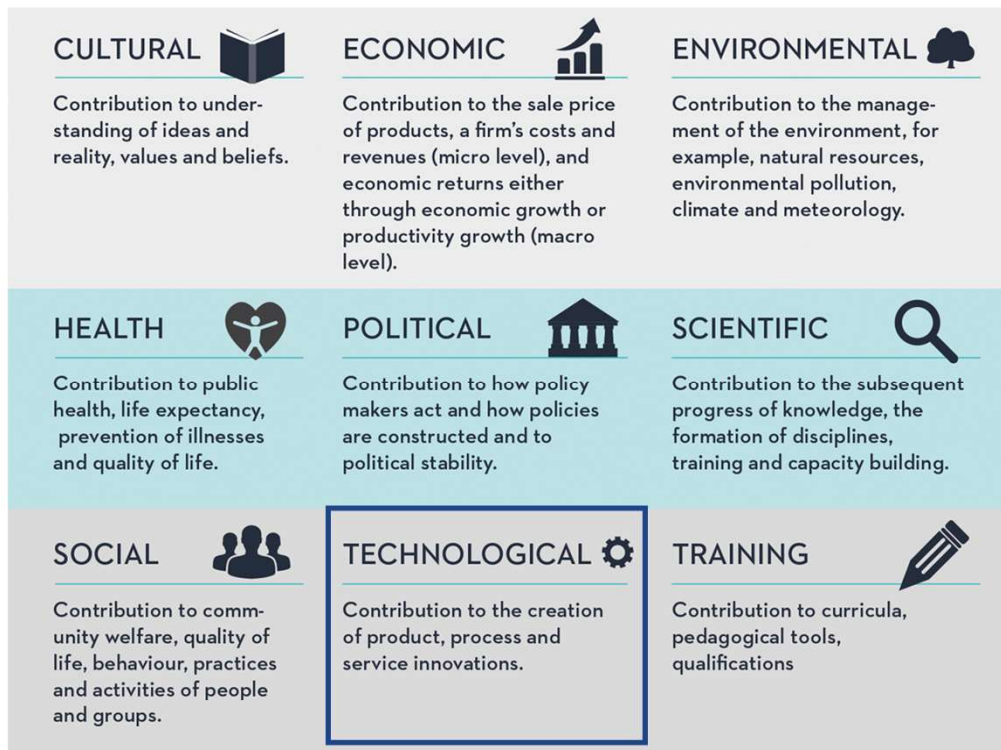 CULTURAL
Contribution to under-
standing of ideas and
reality, values and beliefs.
ECONOMIC
Contribution to the sale price
of products, a firm's costs and
revenues (micro level), and
economic returns either
through economic growth or
productivity growth (macro
level).
ENVIRONMENTAL
Contribution to the manage-
ment of the environment, for
example, natural resources,
environmental pollution,
climate and meteorology.
HEALTH
Contribution to public
health, life expectancy,
prevention of illnesses
and quality of life.
POLITICAL
Contribution to how policy
makers act and how policies
are constructed and to
political stability.
SCIENTIFIC
Contribution to the subsequent
progress of knowledge, the
formation of disciplines,
training and capacity building.
SOCIAL
Contribution to comm-
unity welfare, quality of
life, behaviour, practices
and activities of people
and groups.
TECHNOLOGICAL
Contribution to the creation
of product, process and
service innovations.
TRAINING
Contribution to curricula,
pedagogical tools,
qualifications